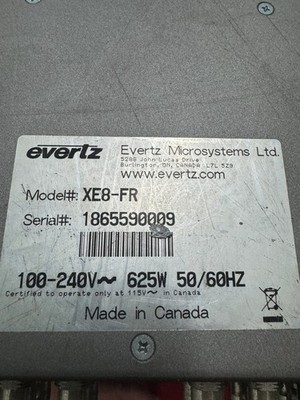 evertz Evertz Microsystems Ltd.
5288 John Lucas Drive
Burlington, ON, CANADA L7L 5Z9
www.evertz.com
Model#: XE8-FR
Serial#: 1865590009
100-240V~ 625W 50/60HZ
Certified to operate only at 115V~ in Canada
Made in Canada